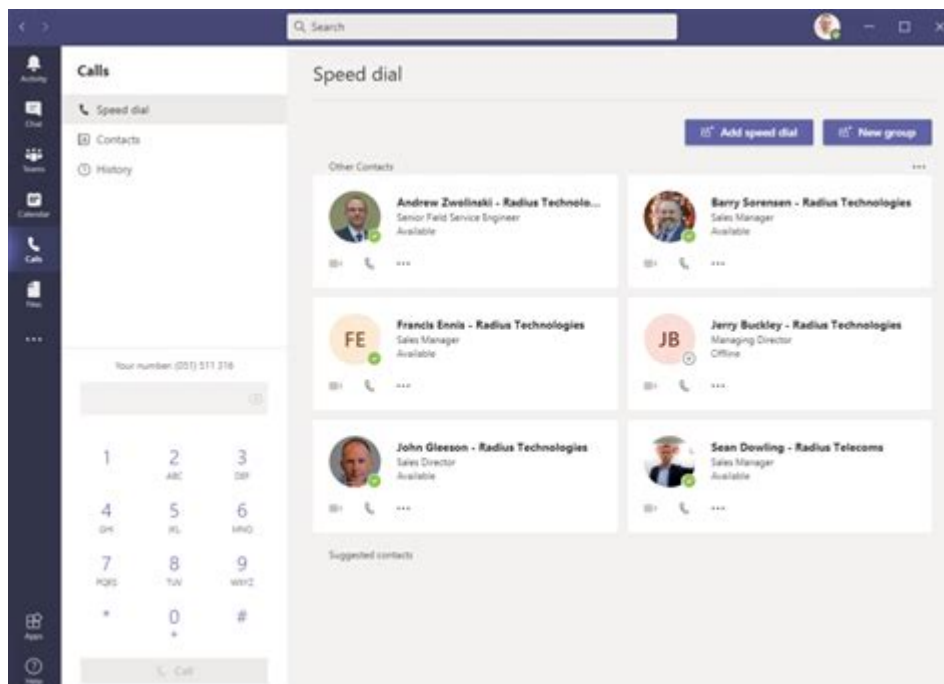 Search
Activity
Chat
Teams
Calendar
Calls
Files
Apps
Help
Calls
Speed dial
Contacts
History
Your number: (051) 511 316
1
2
ABC
3
DEF
4
GHI
5
JKL
6
MNO
7
PQRS
8
TUV
9
WXYZ
*
0
+
#
Call
Speed dial
Add speed dial
New group
Other Contacts
Andrew Zwolinski - Radius Technolo...
Senior Field Service Engineer
Available
Barry Sorensen - Radius Technologies
Sales Manager
Available
FE
Francis Ennis - Radius Technologies
Sales Manager
Available
JB
Jerry Buckley - Radius Technologies
Managing Director
Offline
John Gleeson - Radius Technologies
Sales Director
Available
Sean Dowling - Radius Telecoms
Sales Manager
Available
Suggested contacts